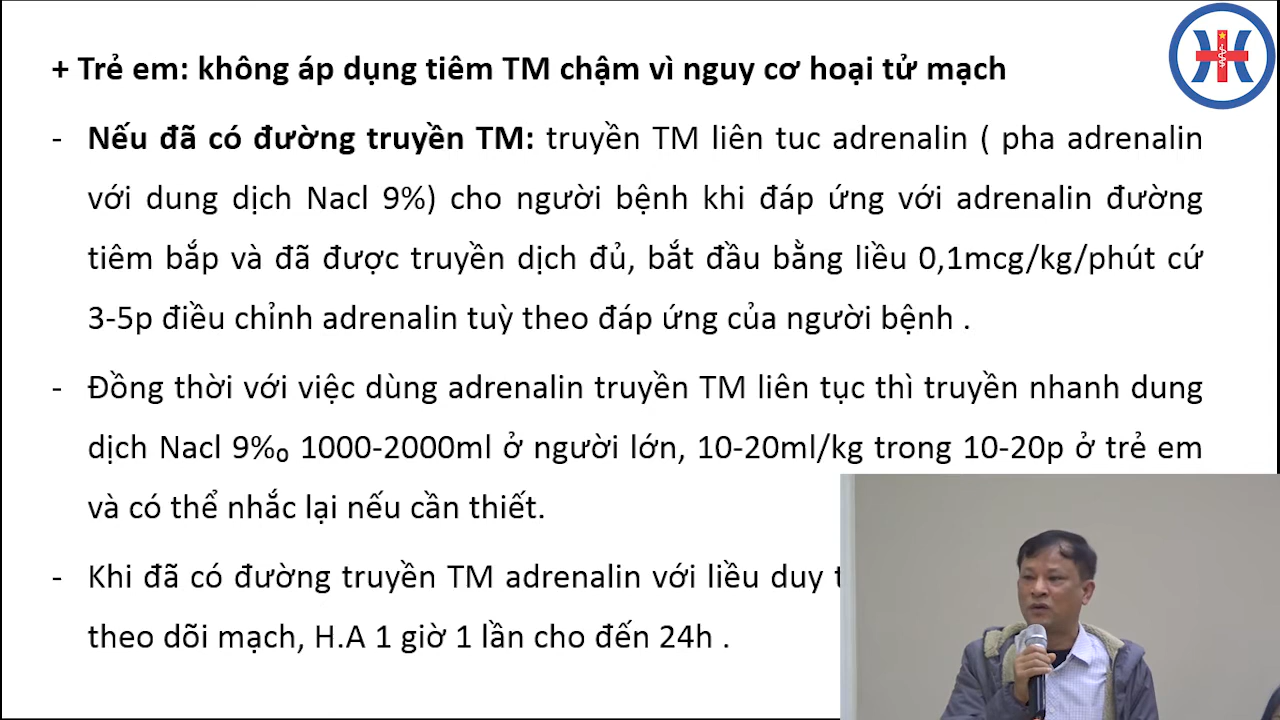 + Trẻ em: không áp dụng tiêm TM chậm vì nguy cơ hoại tử mạch
- Nếu đã có đường truyền TM: truyền TM liên tuc adrenalin ( pha adrenalin
với dung dịch Nacl 9%) cho người bệnh khi đáp ứng với adrenalin đường
tiêm bắp và đã được truyền dịch đủ, bắt đầu bằng liều 0,1mcg/kg/phút cứ
3-5p điều chỉnh adrenalin tuỳ theo đáp ứng của người bệnh .
- Đồng thời với việc dùng adrenalin truyền TM liên tục thì truyền nhanh dung
dịch Nacl 9%₀ 1000-2000ml ở người lớn, 10-20ml/kg trong 10-20p ở trẻ em
và có thể nhắc lại nếu cần thiết.
- Khi đã có đường truyền TM adrenalin với liều duy
theo dõi mạch, H.A 1 giờ 1 lần cho đến 24h .